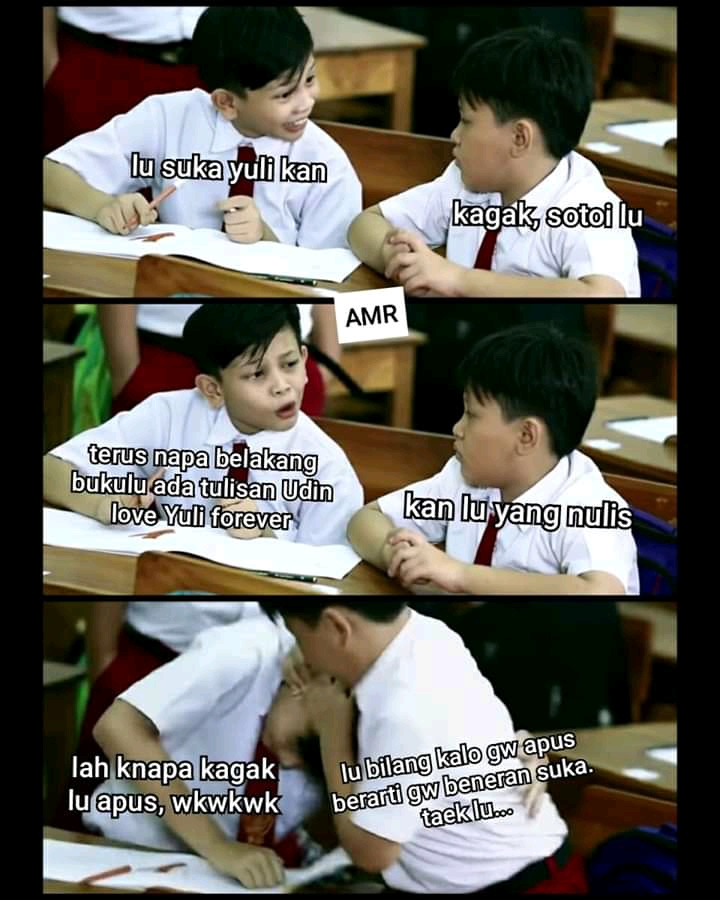 lu suka yuli kan
kagak, sotoi lu
AMR
terus napa belakang
bukulu ada tulisan Udin
love Yuli forever
kan lu yang nulis
lah knapa kagak
lu apus, wkwkwk
lu bilang kalo gw apus
berarti gw beneran suka.
taek lu...